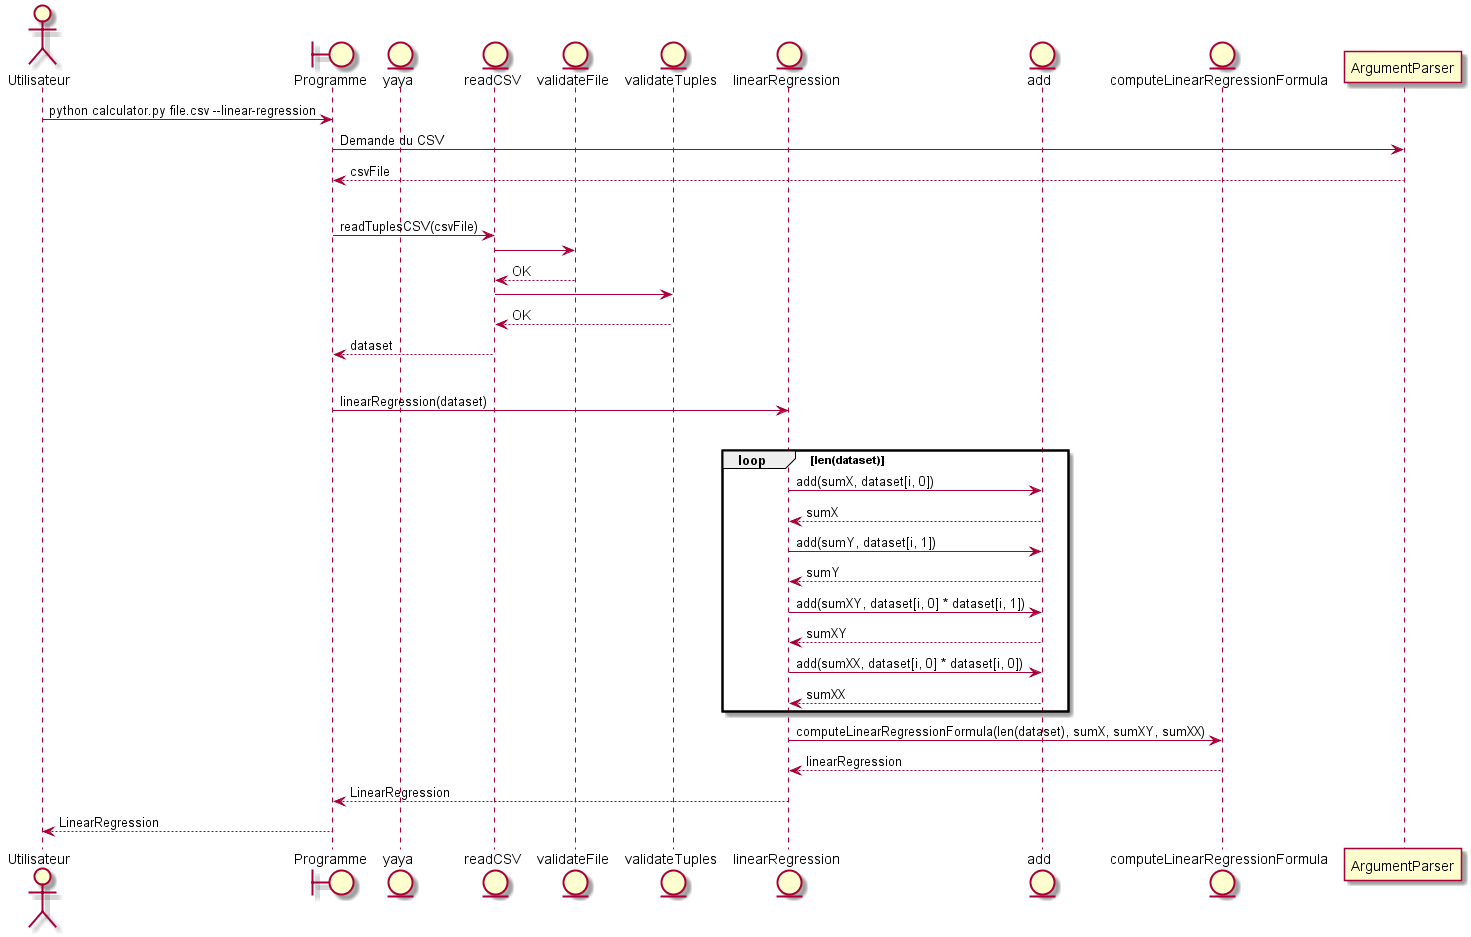 Utilisateur
Programme
yaya
readCSV
validateFile
validateTuples
linearRegression
add
computeLinearRegressionFormula
ArgumentParser
python calculator.py file.csv --linear-regression
Demande du CSV
csvFile
readTuplesCSV(csvFile)
OK
OK
dataset
linearRegression(dataset)
loop
[len(dataset)]
add(sumX, dataset[i, 0])
sumX
add(sumY, dataset[i, 1])
sumY
add(sumXY, dataset[i, 0] * dataset[i, 1])
sumXY
add(sumXX, dataset[i, 0] * dataset[i, 0])
sumXX
computeLinearRegressionFormula(len(dataset), sumX, sumXY, sumXX)
linearRegression
LinearRegression
LinearRegression
Utilisateur
Programme
yaya
readCSV
validateFile
validateTuples
linearRegression
add
computeLinearRegressionFormula
ArgumentParser